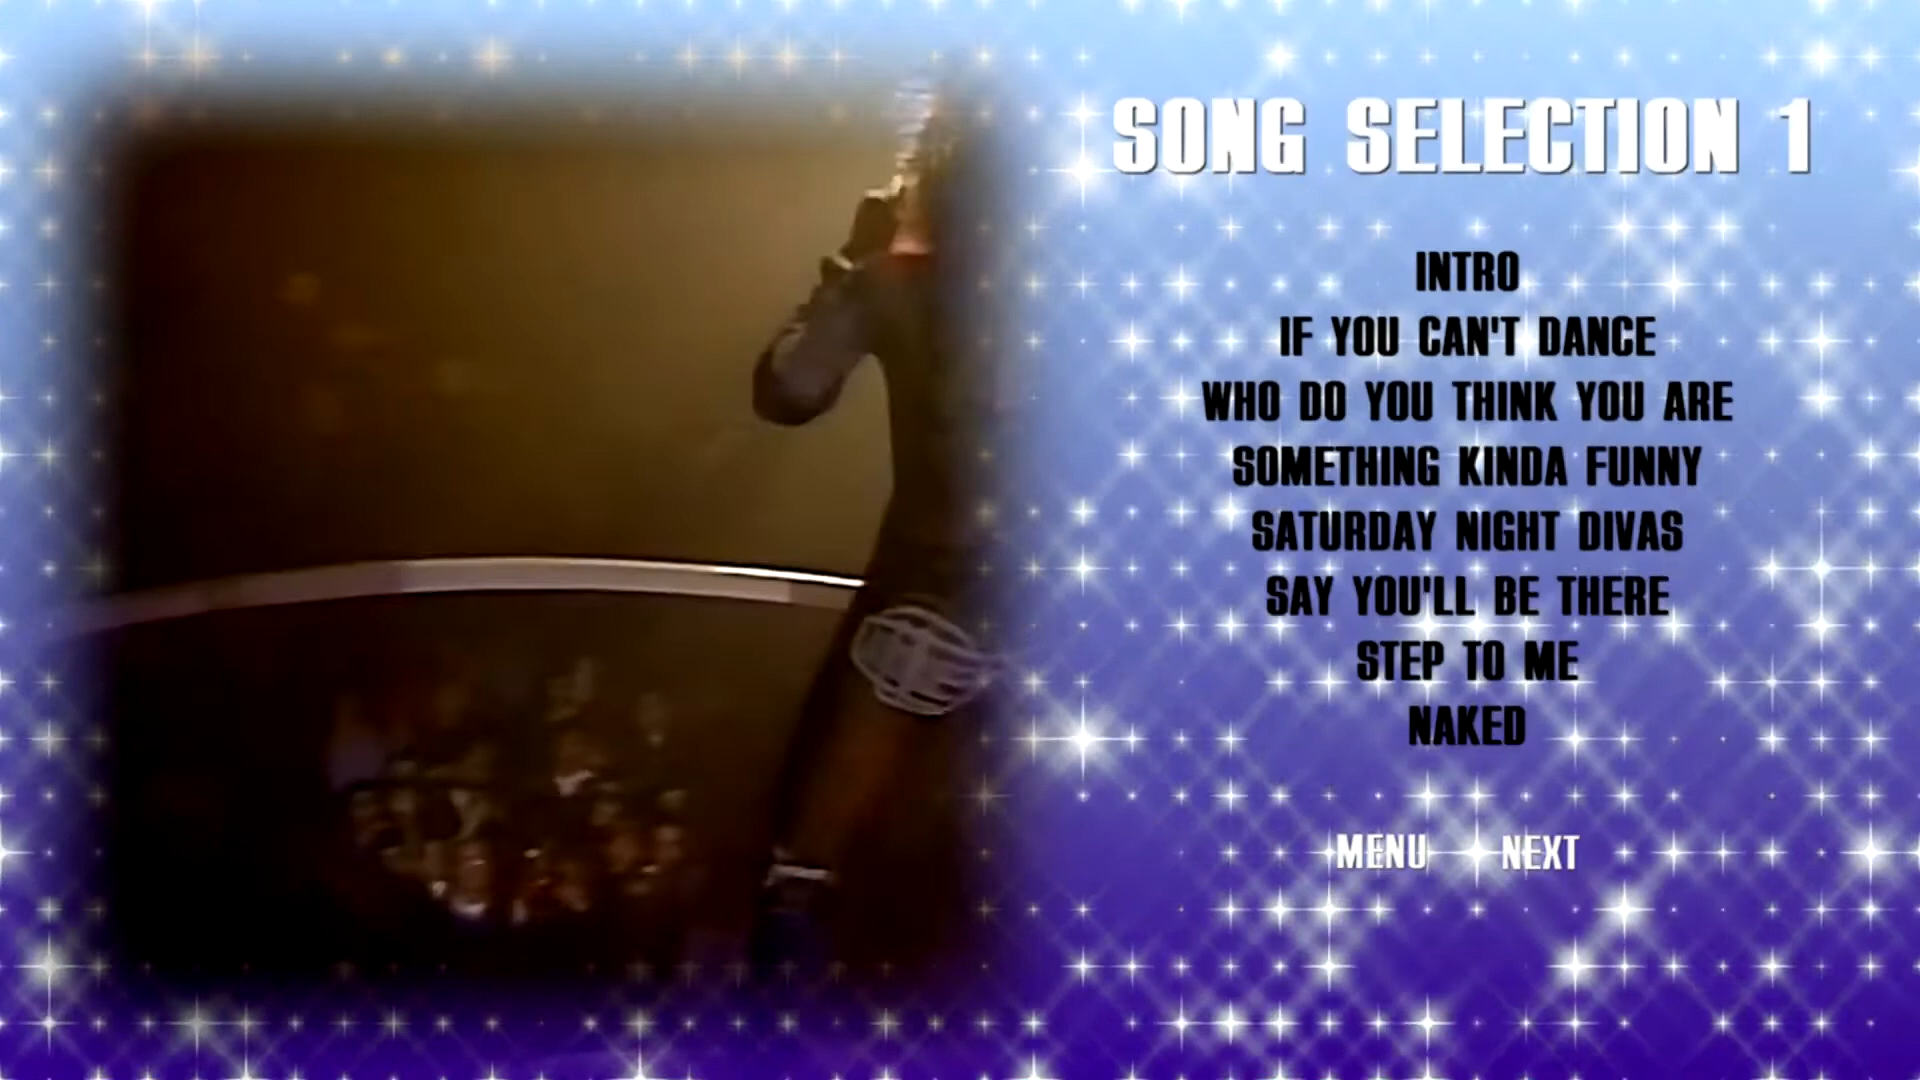 SONG SELECTION 1
INTRO
IF YOU CAN'T DANCE
WHO DO YOU THINK YOU ARE
SOMETHING KINDA FUNNY
SATURDAY NIGHT DIVAS
SAY YOU'LL BE THERE
STEP TO ME
NAKED
MENU NEXT